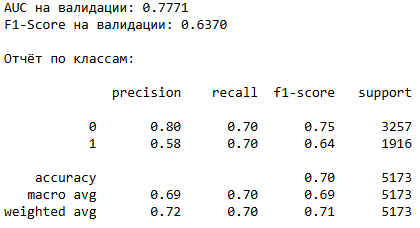 AUC на валидации: 0.7771
F1-Score на валидации: 0.6370
Отчёт по классам:
precision recall f1-score support
0 0.80 0.70 0.75 3257
1 0.58 0.70 0.64 1916
accuracy 0.70 5173
macro avg 0.69 0.70 0.69 5173
weighted avg 0.72 0.70 0.71 5173